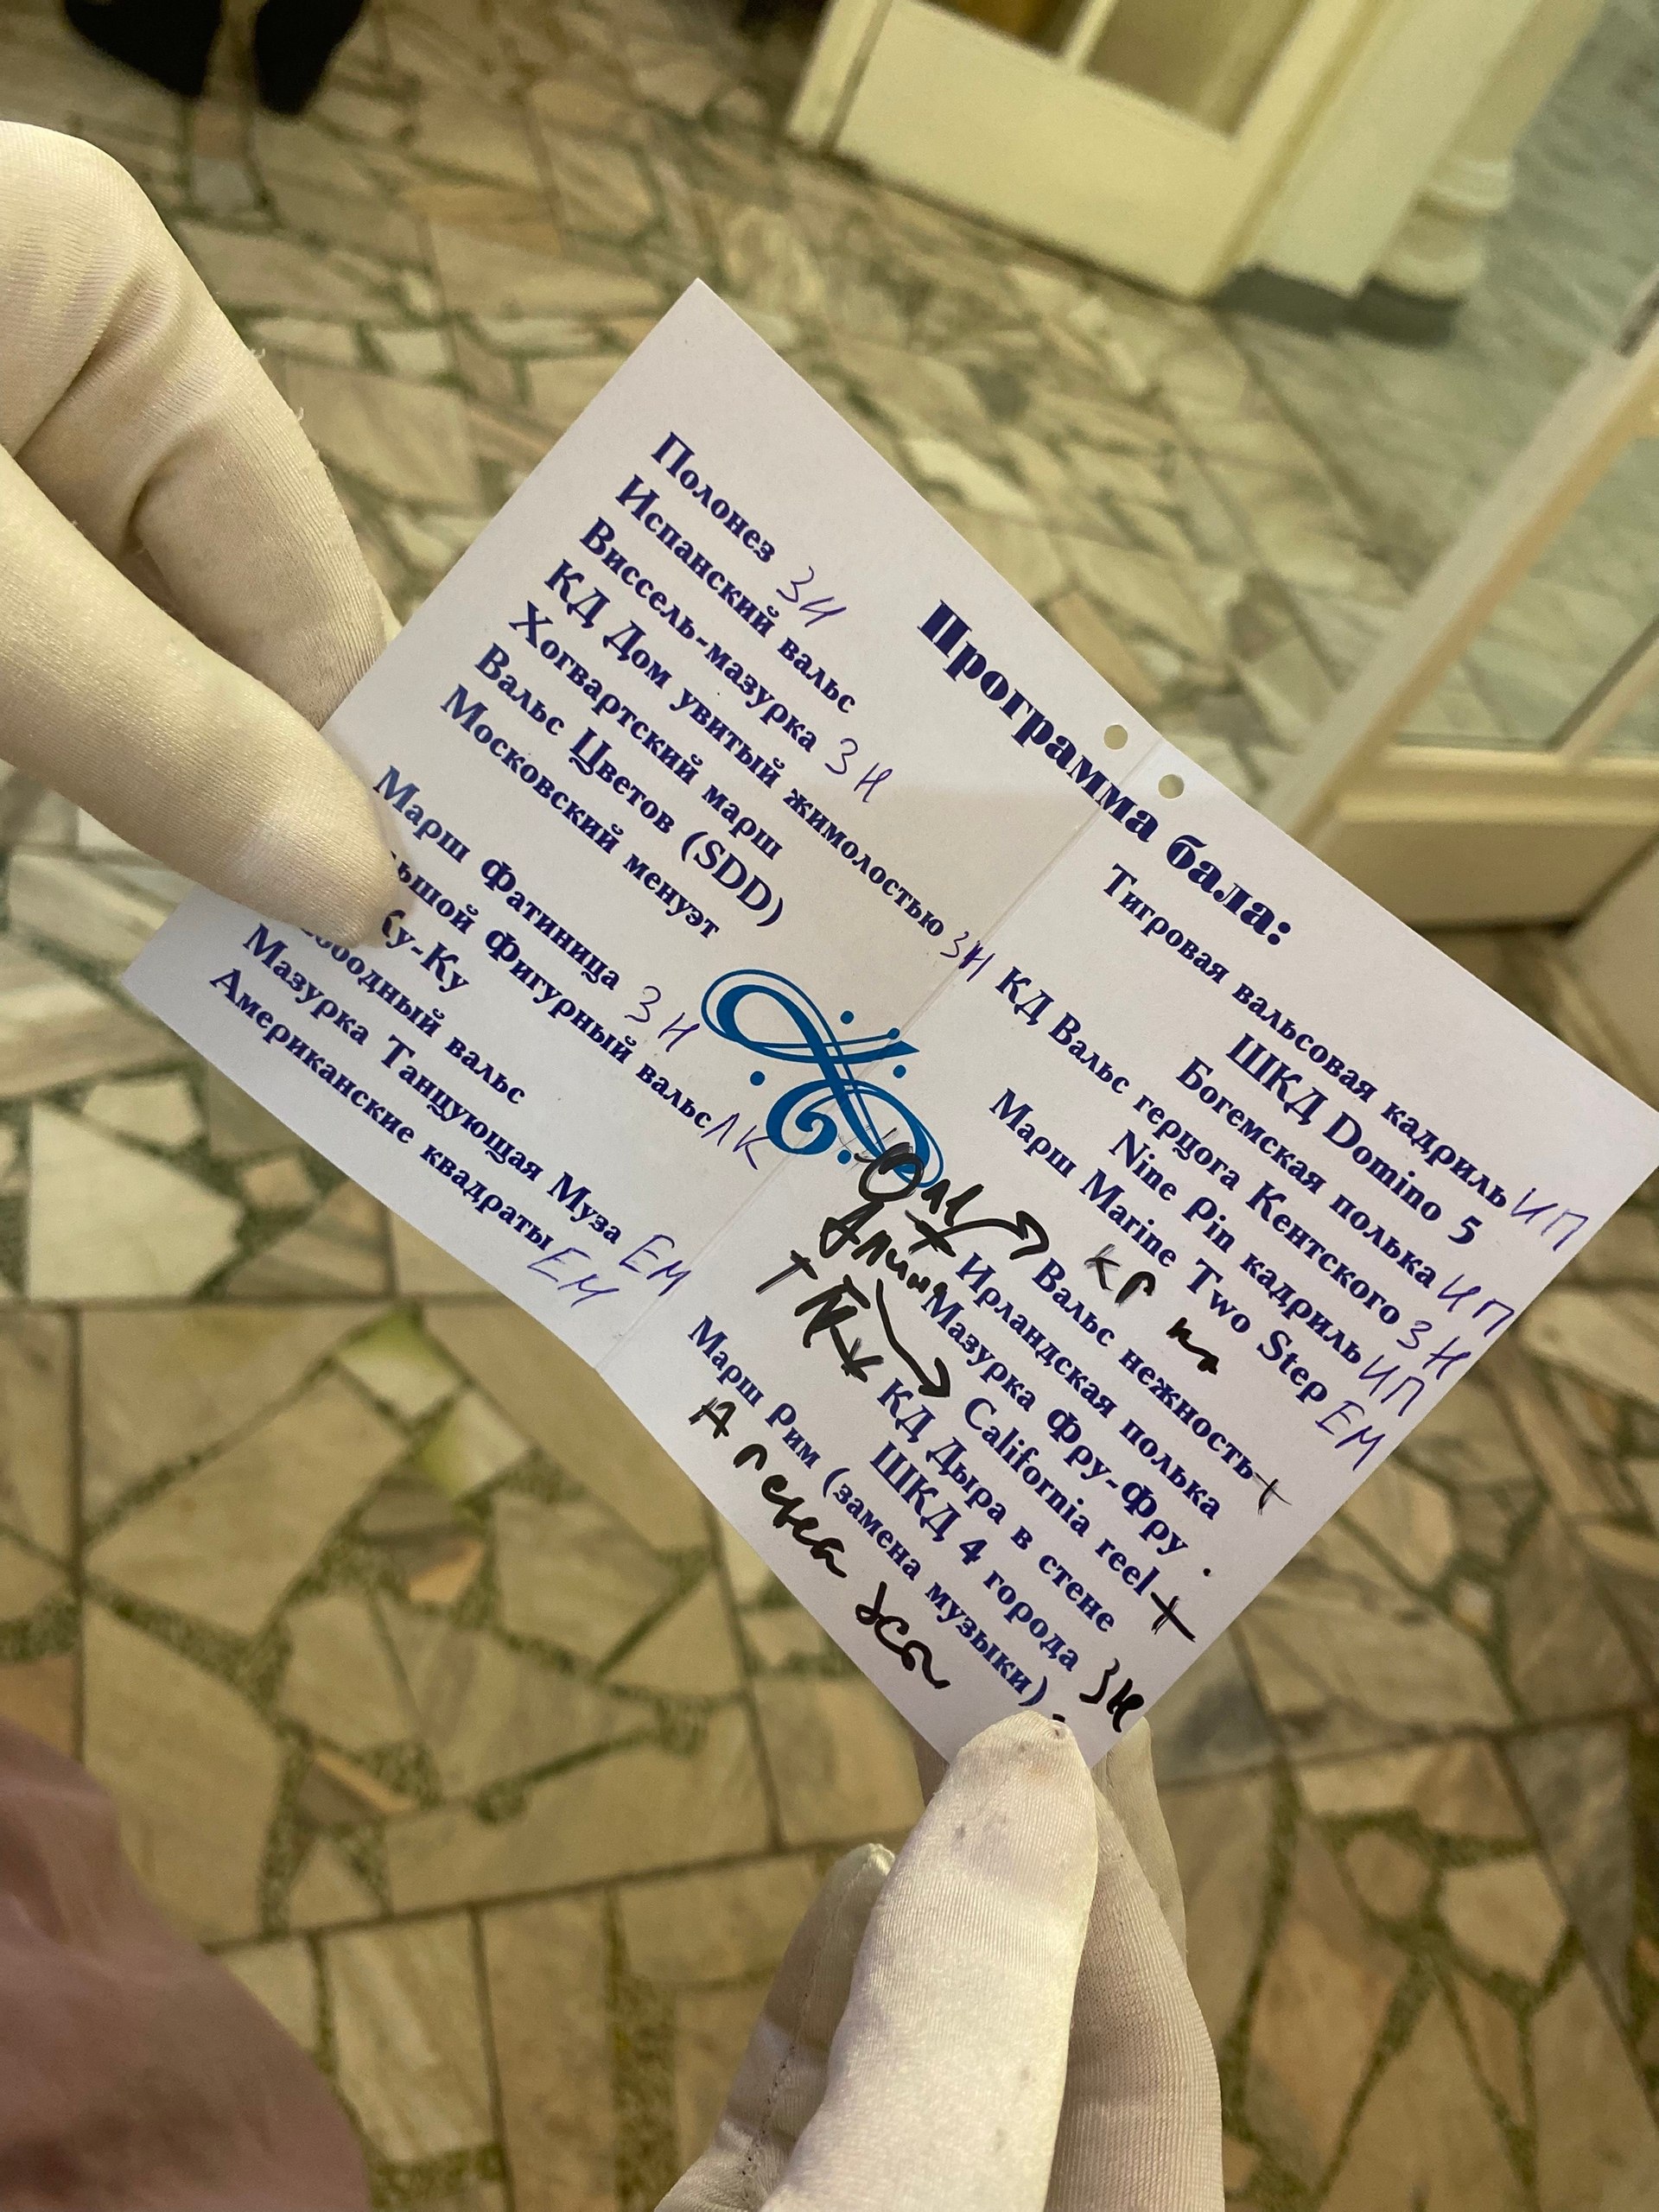 Программа бала:
Полонез ЗН
Испанский вальс
Виссель-мазурка ЗН
КД Дом увитый жимолостью ЗН
Хогвартский марш
Вальс Цветов (SDD)
Московский менуэт
Марш Фатиница ЗН
ьшой Фигурный вальс ЛК
Ку-Ку
вободный вальс
Мазурка Танцующая Муза ЕМ
Американские квадраты ЕМ
Тигровая вальсовая кадриль ИП
ШКД Domino 5
Богемская полька ИП
КД Вальс герцога Кентского ЗН
Nine Pin кадриль ИП
Марш Marine Two Step ЕМ
Вальс нежность +
Ирландская полька
Мазурка Фру-Фру
California reel +
КД Дыра в стене
ШКД 4 города ЗН
Марш Рим (замена музыки)